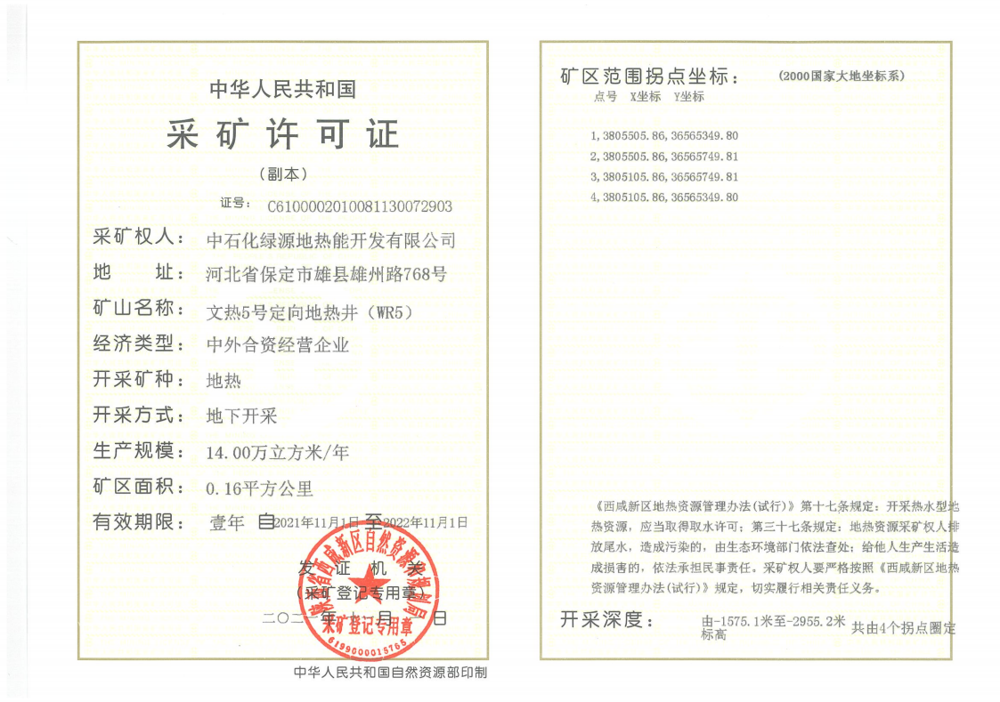 中华人民共和国
采矿许可证
（副本）
证号： C6100002010081130072903
采矿权人： 中石化绿源地热能开发有限公司
地 址： 河北省保定市雄县雄州路768号
矿山名称： 文热5号定向地热井（WR5）
经济类型： 中外合资经营企业
开采矿种： 地热
开采方式： 地下开采
生产规模： 14.00万立方米/年
矿区面积： 0.16平方公里
有效期限： 壹年 自2021年11月1日 至2022年11月1日
发 证 机 关
（采矿登记专用章）
二〇二一年十一月 日
采矿登记专用章
6199000015765
中华人民共和国自然资源部印制
矿区范围拐点坐标： (2000国家大地坐标系)
点号 X坐标 Y坐标
1,3805505.86,36565349.80
2,3805505.86,36565749.81
3,3805105.86,36565749.81
4,3805105.86,36565349.80
《西咸新区地热资源管理办法(试行)》第十七条规定：开采热水型地
热资源，应当取得取水许可；第三十七条规定：地热资源采矿权人排
放尾水，造成污染的，由生态环境部门依法查处；给他人生产生活造
成损害的，依法承担民事责任。采矿权人要严格按照《西咸新区地热
资源管理办法(试行)》规定，切实履行相关责任义务。
开采深度： 由-1575.1米至-2955.2米 共由4个拐点圈定
标高